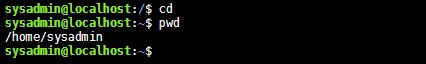 sysadmin@localhost:/$ cd
sysadmin@localhost:~$ pwd
/home/sysadmin
sysadmin@localhost:~$